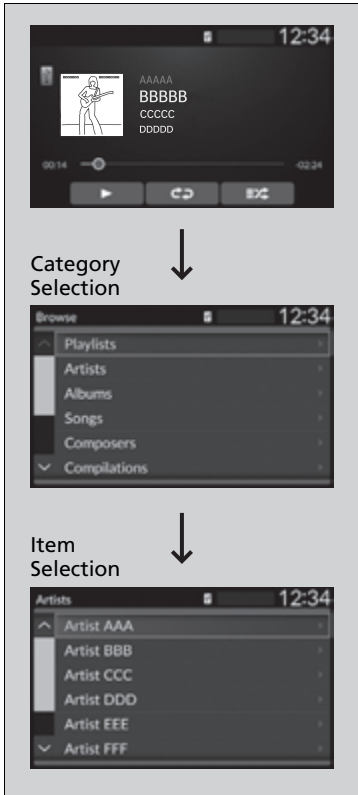 12:34
AAAAA
BBBBB
CCCCC
DDDDD
00:14
-02:24
Category
Selection
Browse
12:34
Playlists
Artists
Albums
Songs
Composers
Compilations
Item
Selection
Artists
12:34
Artist AAA
Artist BBB
Artist CCC
Artist DDD
Artist EEE
Artist FFF